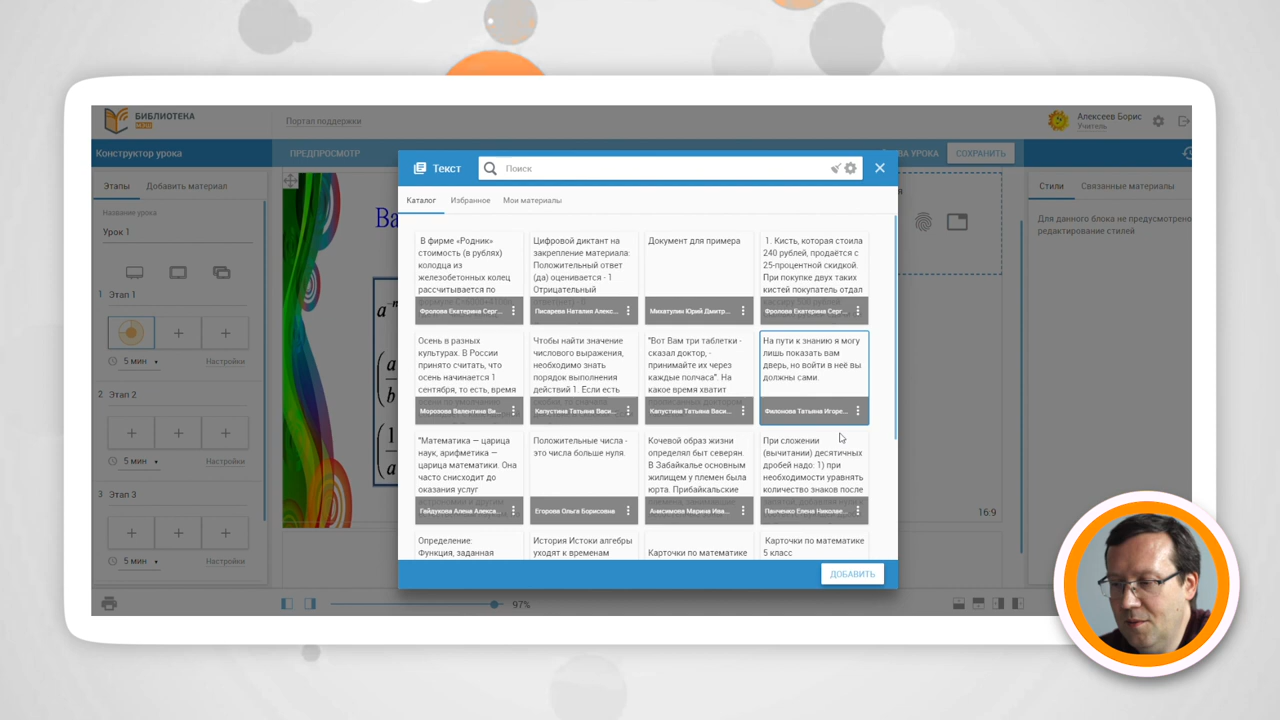 БИБЛИОТЕКА
МЭШ
Портал поддержки
Алексеев Борис
Учитель
Конструктор урока
ПРЕДПРОСМОТР
УРОКА
СОХРАНИТЬ
Этапы
Добавить материал
Название урока
Урок 1
1 Этап 1
5 мин
Настройки
2 Этап 2
5 мин
Настройки
3 Этап 3
5 мин
Настройки
97%
16:9
Стили
Связанные материалы
Для данного блока не предусмотрено
редактирование стилей
Текст
Поиск
Каталог
Избранное
Мои материалы
В фирме «Родник»
стоимость (в рублях)
колодца из
железобетонных колец
рассчитывается по
Фролова Екатерина Серг...
Цифровой диктант на
закрепление материала:
Положительный ответ
(да) оценивается - 1
Отрицательный
Писарева Наталия Алекс...
Документ для примера
Михатулин Юрий Дмитр...
1. Кисть, которая стоила
240 рублей, продаётся с
25-процентной скидкой.
При покупке двух таких
кистей покупатель отдал
Фролова Екатерина Серг...
Осень в разных
культурах. В России
принято считать, что
осень начинается 1
сентября, то есть, время
Морозова Валентина Ви...
Чтобы найти значение
числового выражения,
необходимо знать
порядок выполнения
действий 1. Если есть
Капустина Татьяна Васи...
"Вот Вам три таблетки -
сказал доктор, -
принимайте их через
каждые полчаса". На
какое время хватит
Капустина Татьяна Васи...
На пути к знанию я могу
лишь показать вам
дверь, но войти в неё вы
должны сами.
Филонова Татьяна Игоре...
"Математика — царица
наук, арифметика —
царица математики. Она
часто снисходит до
оказания услуг
Гайдукова Алена Алекса...
Положительные числа -
это числа больше нуля.
Егорова Ольга Борисовна
Кочевой образ жизни
определял быт северян.
В Забайкалье основным
жилищем у племен была
юрта. Прибайкальские
Анисимова Марина Ива...
При сложении
(вычитании) десятичных
дробей надо: 1) при
необходимости уравнять
количество знаков после
Панченко Елена Николае...
Определение:
Функция, заданная
История Истоки алгебры
уходят к временам
Карточки по математике
Карточки по математике
5 класс
ДОБАВИТЬ